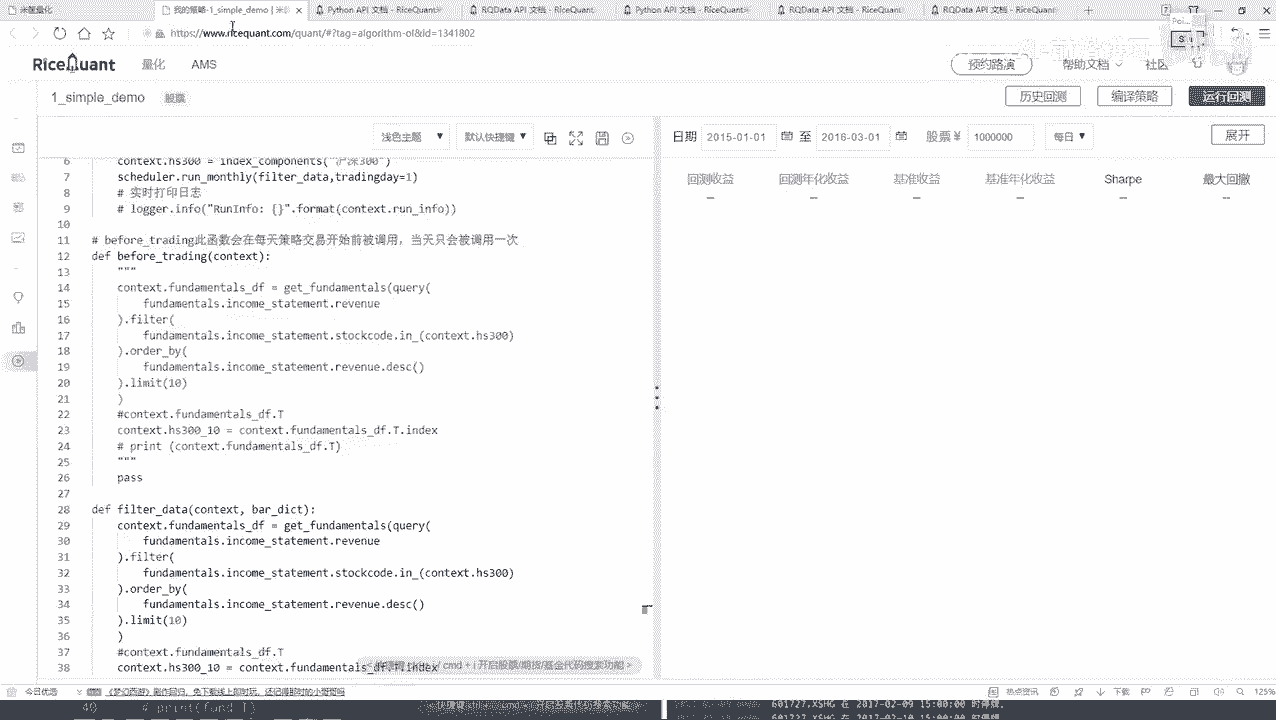 米筐量化
我的策略-1_simple_demo | 米筐
Python API 文档 - RiceQuant
RQData API 文档 - RiceQuant
Python API 文档 - RiceQuant
RQData API 文档 - RiceQuant
RQData API 文档 - RiceQuant
https://www.ricequant.com/quant/#?tag=algorithm-ol&id=1341802
RiceQuant 量化 AMS 预约路演 帮助文档 社区
1_simple_demo 股票 历史回测 编译策略 运行回测
浅色主题 默认快捷键
日期 2015-01-01 至 2016-03-01 股票 ¥ 1000000 每日 展开
回测收益 回测年化收益 基准收益 基准年化收益 Sharpe 最大回撤
-- -- -- -- -- --
6 context.hs300 = index_components("沪深300")
7 scheduler.run_monthly(filter_data,tradingday=1)
8 # 实时打印日志
9 # logger.info("RunInfo: {}".format(context.run_info))
10
11 # before_trading此函数会在每天策略交易开始前被调用，当天只会被调用一次
12 def before_trading(context):
13 """
14 context.fundamentals_df = get_fundamentals(query(
15 fundamentals.income_statement.revenue
16 ).filter(
17 fundamentals.income_statement.stockcode.in_(context.hs300)
18 ).order_by(
19 fundamentals.income_statement.revenue.desc()
20 ).limit(10)
21 )
22 #context.fundamentals_df.T
23 context.hs300_10 = context.fundamentals_df.T.index
24 # print (context.fundamentals_df.T)
25 """
26 pass
27
28 def filter_data(context, bar_dict):
29 context.fundamentals_df = get_fundamentals(query(
30 fundamentals.income_statement.revenue
31 ).filter(
32 fundamentals.income_statement.stockcode.in_(context.hs300)
33 ).order_by(
34 fundamentals.income_statement.revenue.desc()
35 ).limit(10)
36 )
37 #context.fundamentals_df.T
38 context.hs300_10 = context.fundamentals_df.T.index
/ cmd + i 开启股票/期货/基金代码搜索功能
今日优选
热点资讯 下载 125%
40 # print(fund T)
601727.XSHG 在 2017-02-09 15:00:00 时停牌.
601727.XSHG 在 2017-02-10 15:00:00 时停牌.